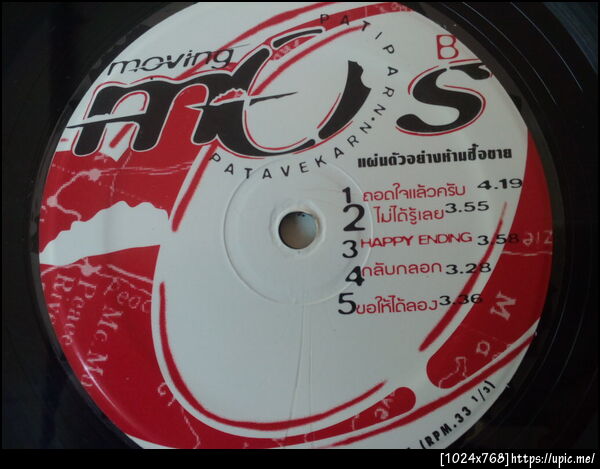 moving
mos
PATIPARN • PATAVEKARN
B
แผ่นตัวอย่างห้ามซื้อขาย
1 ถอดใจแล้วครับ 4.19
2 ไม่ได้รู้เลย 3.55
3 HAPPY ENDING 3.58
4 กลับกลอก 3.28
5 ขอให้ได้ลอง 3.36
Peace
Mc
Peace
(RPM.33 1/3)
[1024x768]https://upic.me/